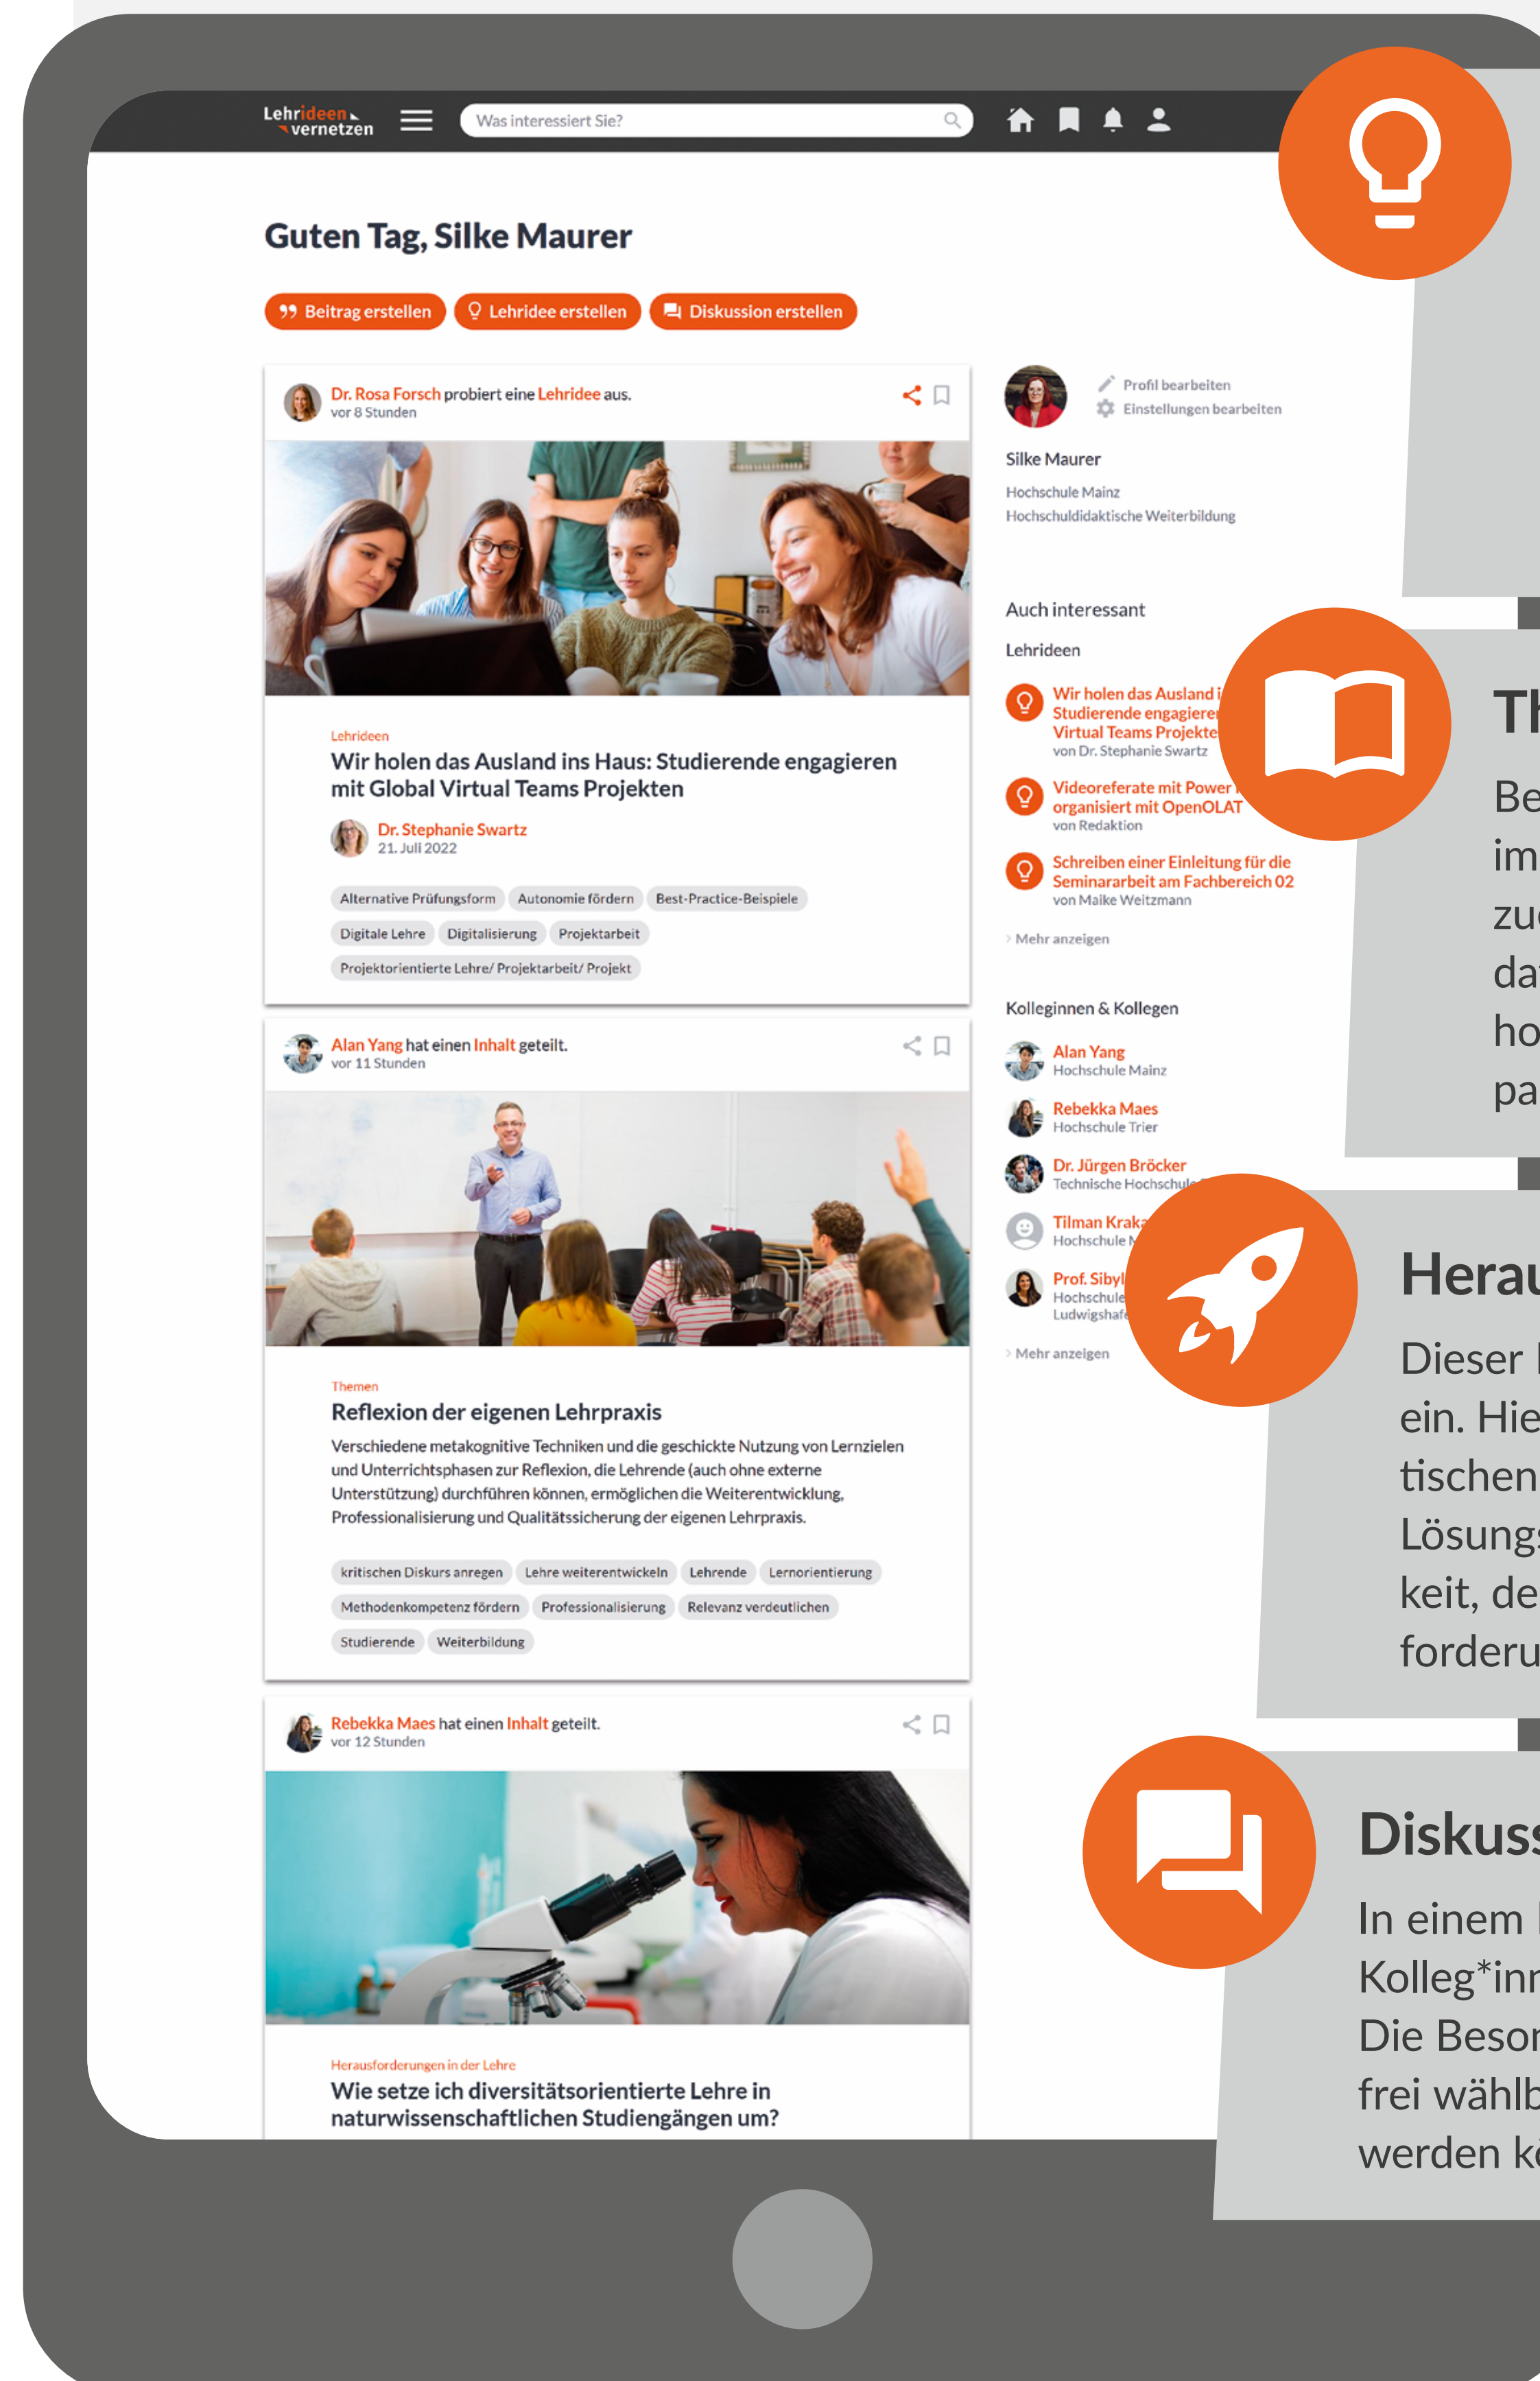 Lehrideen
vernetzen
Was interessiert Sie?
Guten Tag, Silke Maurer
Beitrag erstellen
Lehridee erstellen
Diskussion erstellen
Dr. Rosa Forsch probiert eine Lehridee aus.
vor 8 Stunden
Lehrideen
Wir holen das Ausland ins Haus: Studierende engagieren
mit Global Virtual Teams Projekten
Dr. Stephanie Swartz
21. Juli 2022
Alternative Prüfungsform Autonomie fördern Best-Practice-Beispiele
Digitale Lehre Digitalisierung Projektarbeit
Projektorientierte Lehre/ Projektarbeit/ Projekt
Alan Yang hat einen Inhalt geteilt.
vor 11 Stunden
Themen
Reflexion der eigenen Lehrpraxis
Verschiedene metakognitive Techniken und die geschickte Nutzung von Lernzielen
und Unterrichtsphasen zur Reflexion, die Lehrende (auch ohne externe
Unterstützung) durchführen können, ermöglichen die Weiterentwicklung,
Professionalisierung und Qualitätssicherung der eigenen Lehrpraxis.
kritischen Diskurs anregen Lehre weiterentwickeln Lehrende Lernorientierung
Methodenkompetenz fördern Professionalisierung Relevanz verdeutlichen
Studierende Weiterbildung
Rebekka Maes hat einen Inhalt geteilt.
vor 12 Stunden
Herausforderungen in der Lehre
Wie setze ich diversitätsorientierte Lehre in
naturwissenschaftlichen Studiengängen um?
Profil bearbeiten
Einstellungen bearbeiten
Silke Maurer
Hochschule Mainz
Hochschuldidaktische Weiterbildung
Auch interessant
Lehrideen
Wir holen das Ausland
Studierende
Virtual Teams Projekte
von Dr. Stephanie Swartz
Videoreferate mit Power
organisiert mit OpenOLAT
von Redaktion
Schreiben einer Einleitung für die
Seminararbeit am Fachbereich 02
von Maike Weitzmann
> Mehr anzeigen
Kolleginnen & Kollegen
Alan Yang
Hochschule Mainz
Rebekka Maes
Hochschule Trier
Dr. Jürgen Bröcker
Technische
Tilman
Hochschule
Prof.
Hochschule
> Mehr anzeigen
im
Dieser
ein.
tischen
keit,
In einem
Die
frei
werden